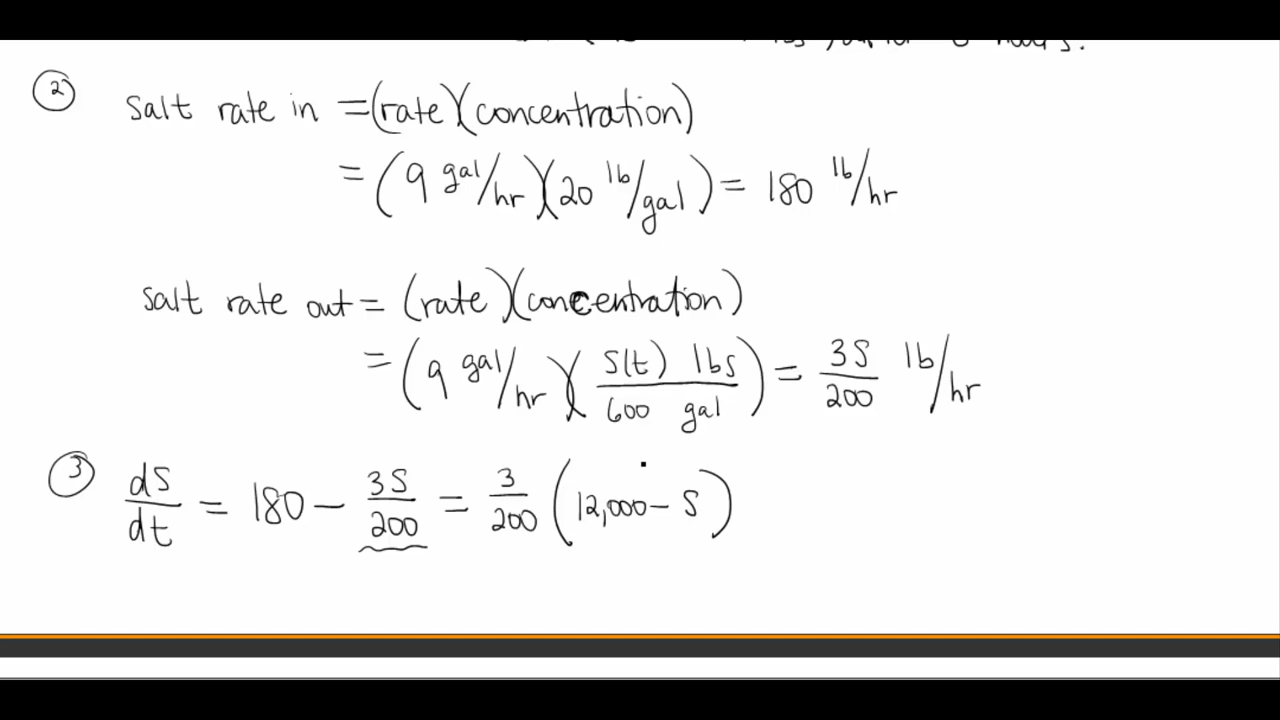 hours.
② salt rate in = (rate)(concentration)
= (9 gal/hr)(20 lb/gal) = 180 lb/hr
salt rate out = (rate)(concentration)
= (9 gal/hr)(S(t) lbs / 600 gal) = 3S/200 lb/hr
③ dS/dt = 180 - 3S/200 = 3/200 (12,000 - S)